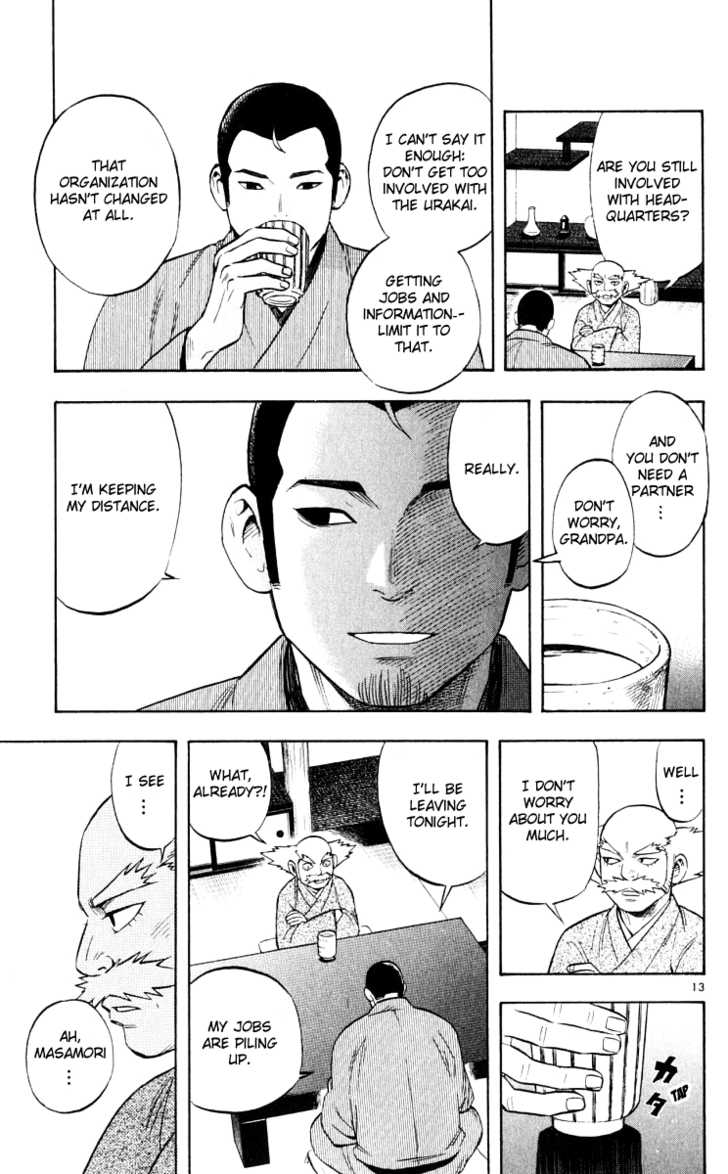 ARE YOU STILL
INVOLVED
WITH HEAD-
QUARTERS?
I CAN'T SAY IT
ENOUGH:
DON'T GET TOO
INVOLVED WITH
THE URAKAI.
GETTING
JOBS AND
INFORMATION--
LIMIT IT TO
THAT.
THAT
ORGANIZATION
HASN'T CHANGED
AT ALL.
AND
YOU DON'T
NEED A
PARTNER
...
DON'T
WORRY,
GRANDPA.
REALLY.
I'M KEEPING
MY DISTANCE.
WELL
...
I DON'T
WORRY
ABOUT YOU
MUCH.
13
カタ
TAP
I'LL BE
LEAVING
TONIGHT.
WHAT,
ALREADY?!
MY JOBS
ARE PILING
UP.
I SEE
...
AH,
MASAMORI
...